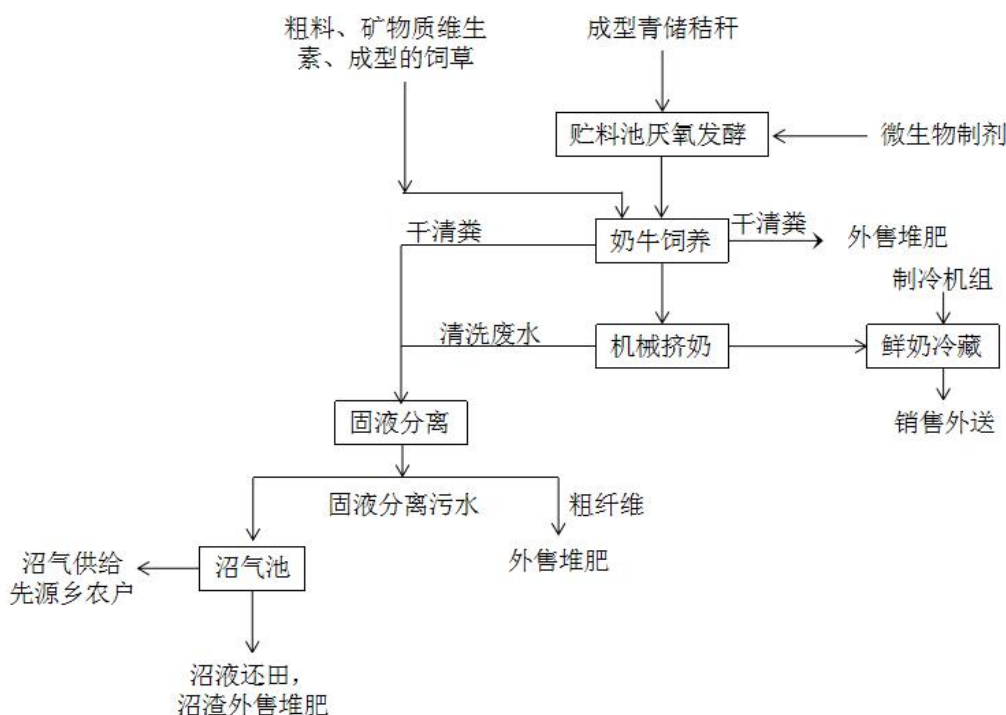 粗料、矿物质维生
素、成型的饲草
成型青储秸秆
贮料池厌氧发酵
微生物制剂
干清粪
奶牛饲养
干清粪
外售堆肥
制冷机组
清洗废水
机械挤奶
鲜奶冷藏
固液分离
销售外送
固液分离污水
粗纤维
沼气供给
先源乡农户
沼气池
外售堆肥
沼液还田，
沼渣外售堆肥